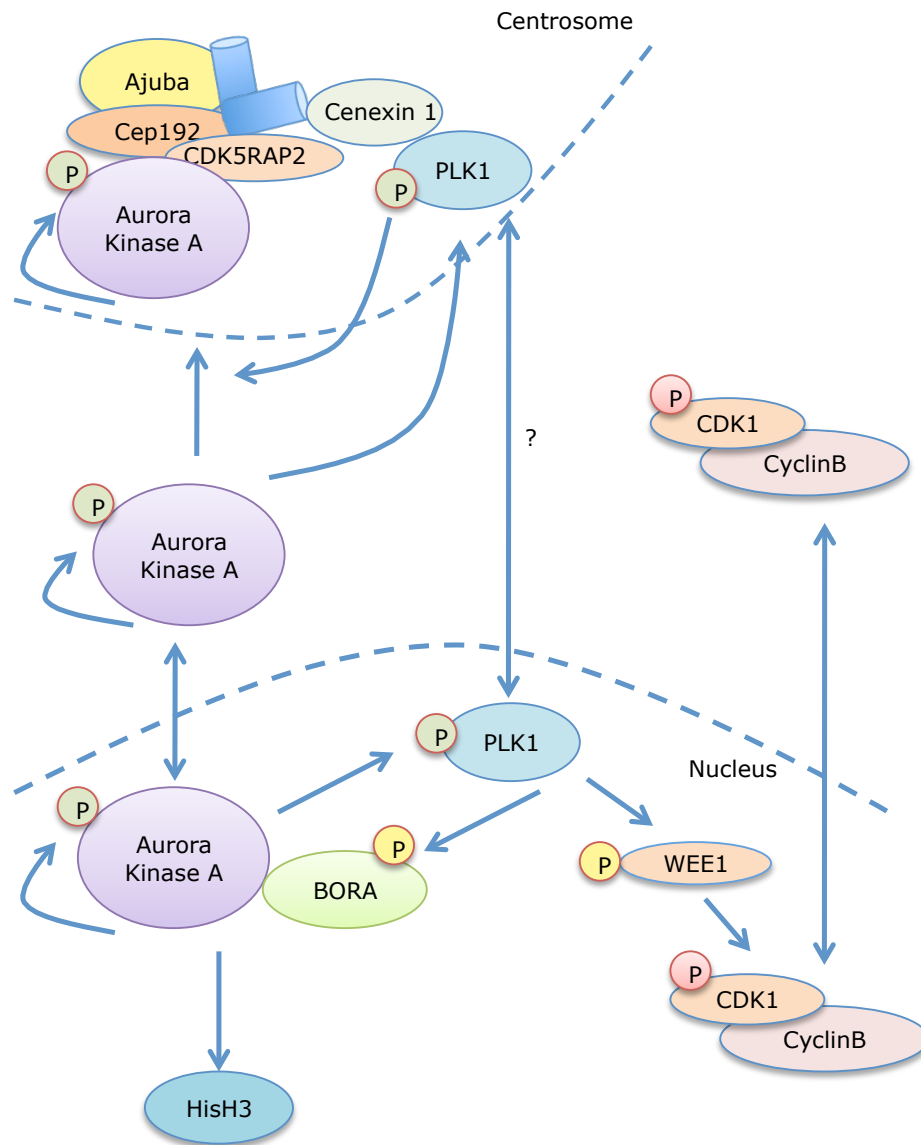 Centrosome
Ajuba
Cep192
Cenexin 1
CDK5RAP2
P
PLK1
P
Aurora
Kinase A
P
CDK1
?
CyclinB
P
Aurora
Kinase A
P
PLK1
Nucleus
P
Aurora
Kinase A
P
BORA
P
WEE1
P
CDK1
CyclinB
HisH3